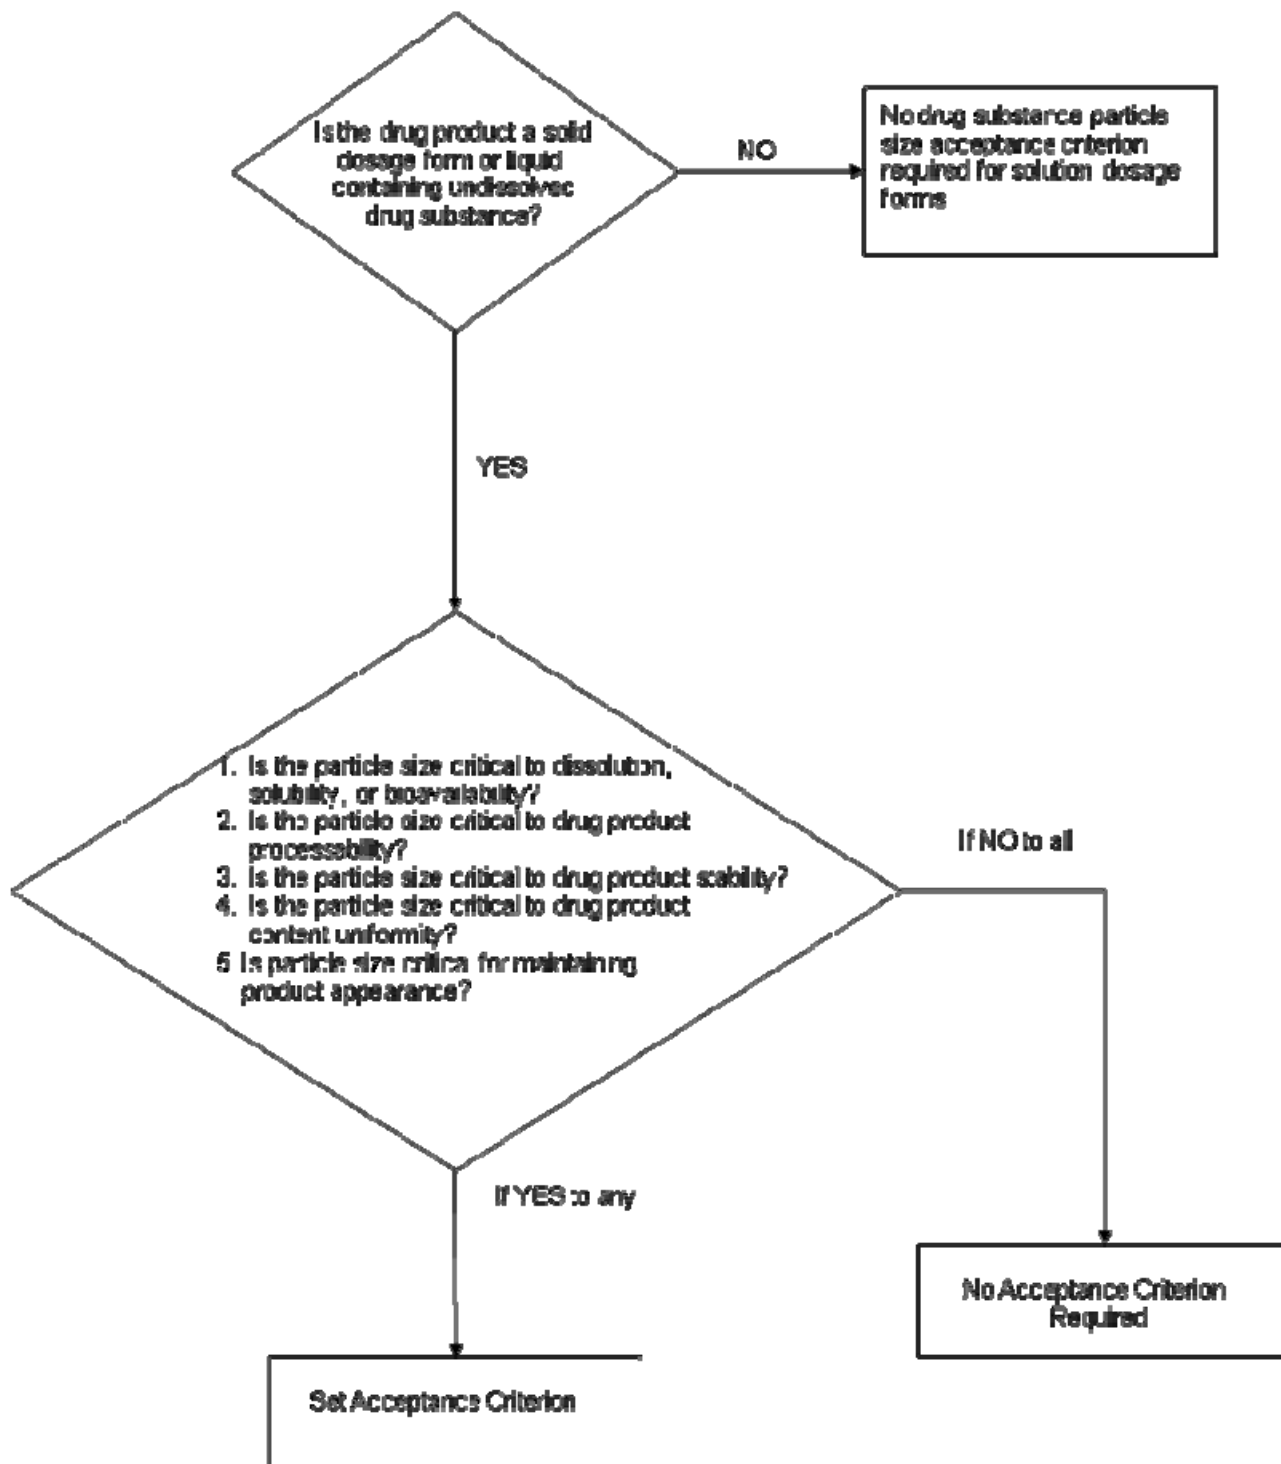 Is the drug product a solid
dosage form or liquid
containing undissolved
drug substance?
NO
No drug substance particle
size acceptance criterion
required for solution dosage
forms
YES
1. Is the particle size critical to dissolution,
solubility, or bioavailability?
2. Is the particle size critical to drug product
processability?
3. Is the particle size critical to drug product stability?
4. Is the particle size critical to drug product
content uniformity?
5 Is particle size critical for maintaining
product appearance?
If NO to all
If YES to any
No Acceptance Criterion
Required
Set Acceptance Criterion